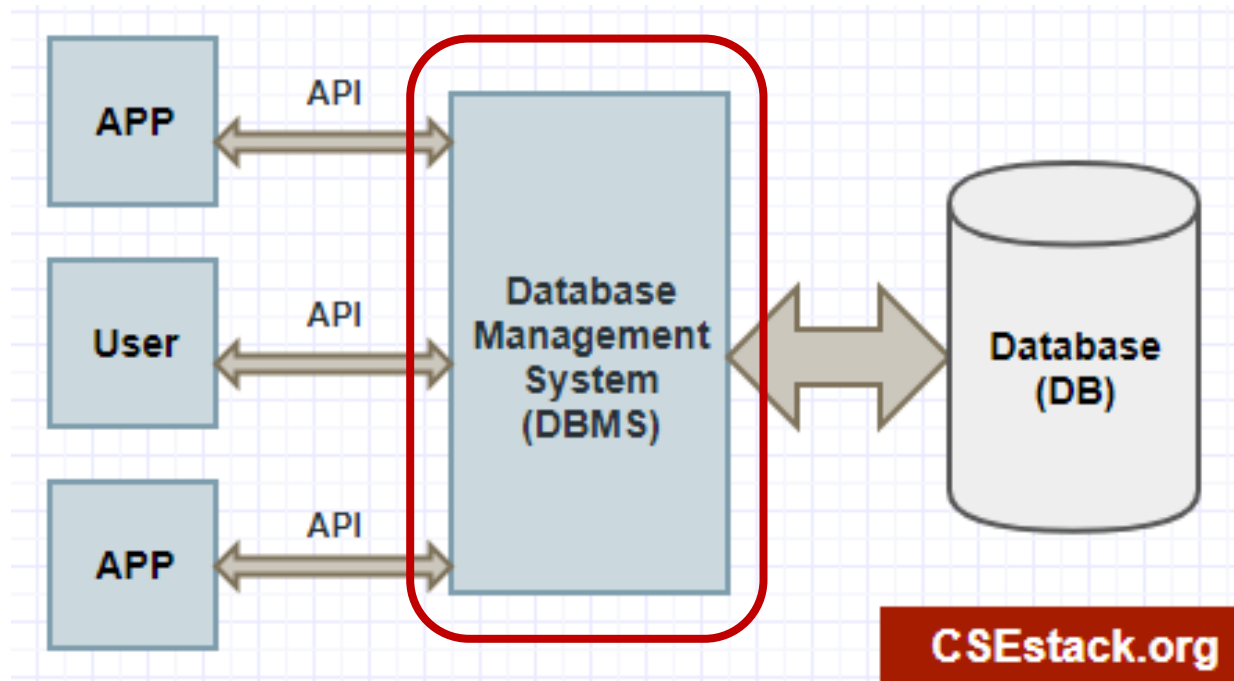 APP
API
User
API
APP
API
Database
Management
System
(DBMS)
Database
(DB)
CSEstack.org